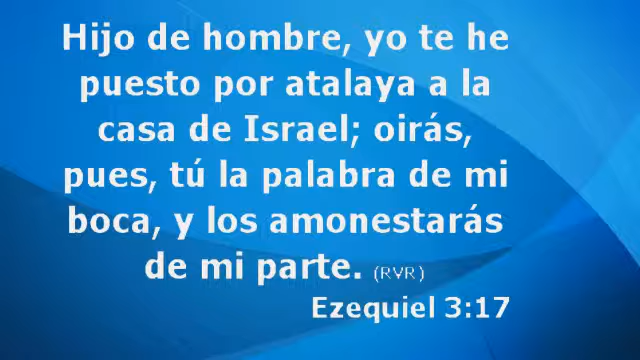 Hijo de hombre, yo te he
puesto por atalaya a la
casa de Israel; oirás,
pues, tú la palabra de mi
boca, y los amonestarás
de mi parte. (RVR)
Ezequiel 3:17